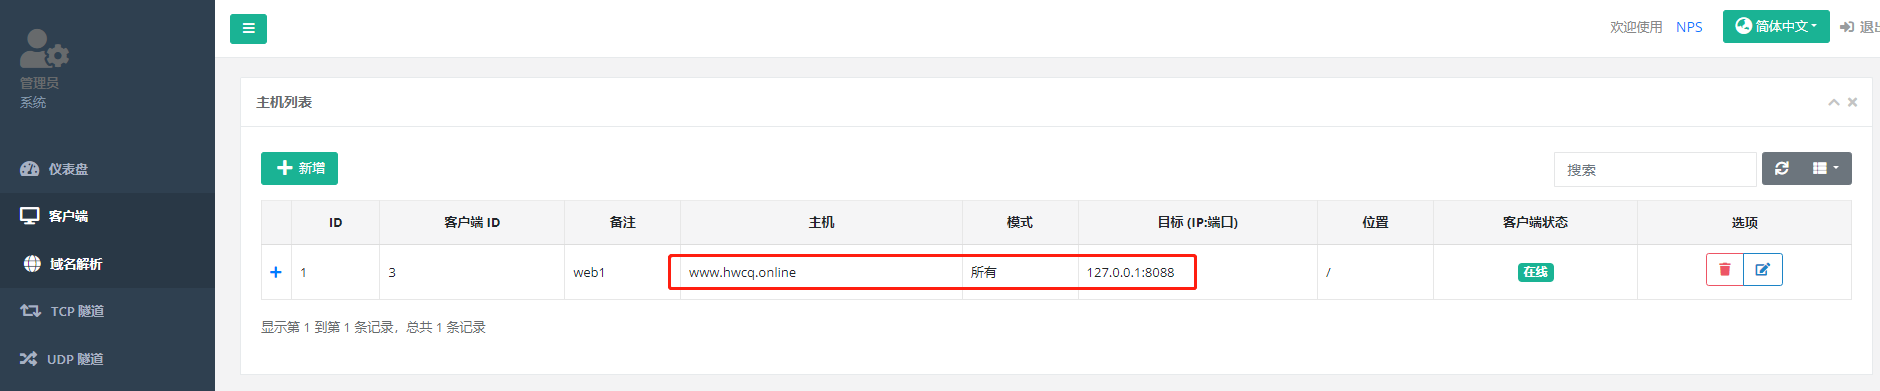 欢迎使用 NPS 简体中文 退出
管理员
系统
主机列表
仪表盘
新增
搜索
客户端
ID 客户端 ID 备注 主机 模式 目标 (IP:端口) 位置 客户端状态 选项
域名解析
1 3 web1 www.hwcq.online 所有 127.0.0.1:8088 / 在线
TCP 隧道
显示第 1 到第 1 条记录，总共 1 条记录
UDP 隧道